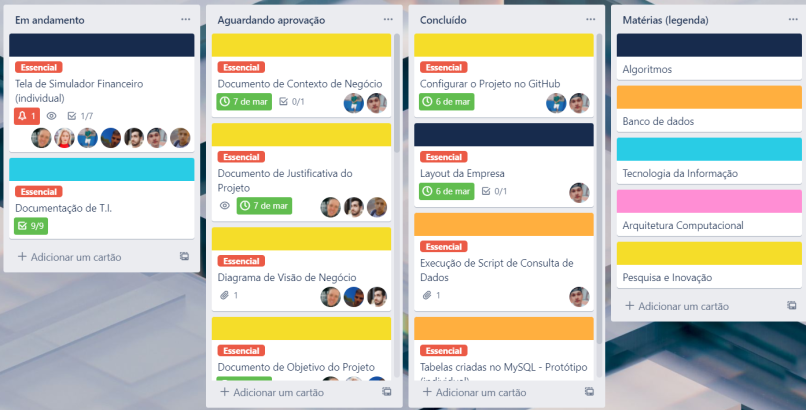 Em andamento
Essencial
Tela de Simulador Financeiro
(individual)
1
1/7
Essencial
Documentação de T.I.
9/9
+ Adicionar um cartão
Aguardando aprovação
Essencial
Documento de Contexto de Negócio
7 de mar
0/1
Essencial
Documento de Justificativa do
Projeto
7 de mar
Essencial
Diagrama de Visão de Negócio
1
Essencial
Documento de Objetivo do Projeto
+ Adicionar um cartão
Concluído
Essencial
Configurar o Projeto no GitHub
6 de mar
Essencial
Layout da Empresa
6 de mar
0/1
Essencial
Execução de Script de Consulta de
Dados
1
Essencial
Tabelas criadas no MySQL - Protótipo
(individual)
+ Adicionar um cartão
Matérias (legenda)
Algoritmos
Banco de dados
Tecnologia da Informação
Arquitetura Computacional
Pesquisa e Inovação
+ Adicionar um cartão